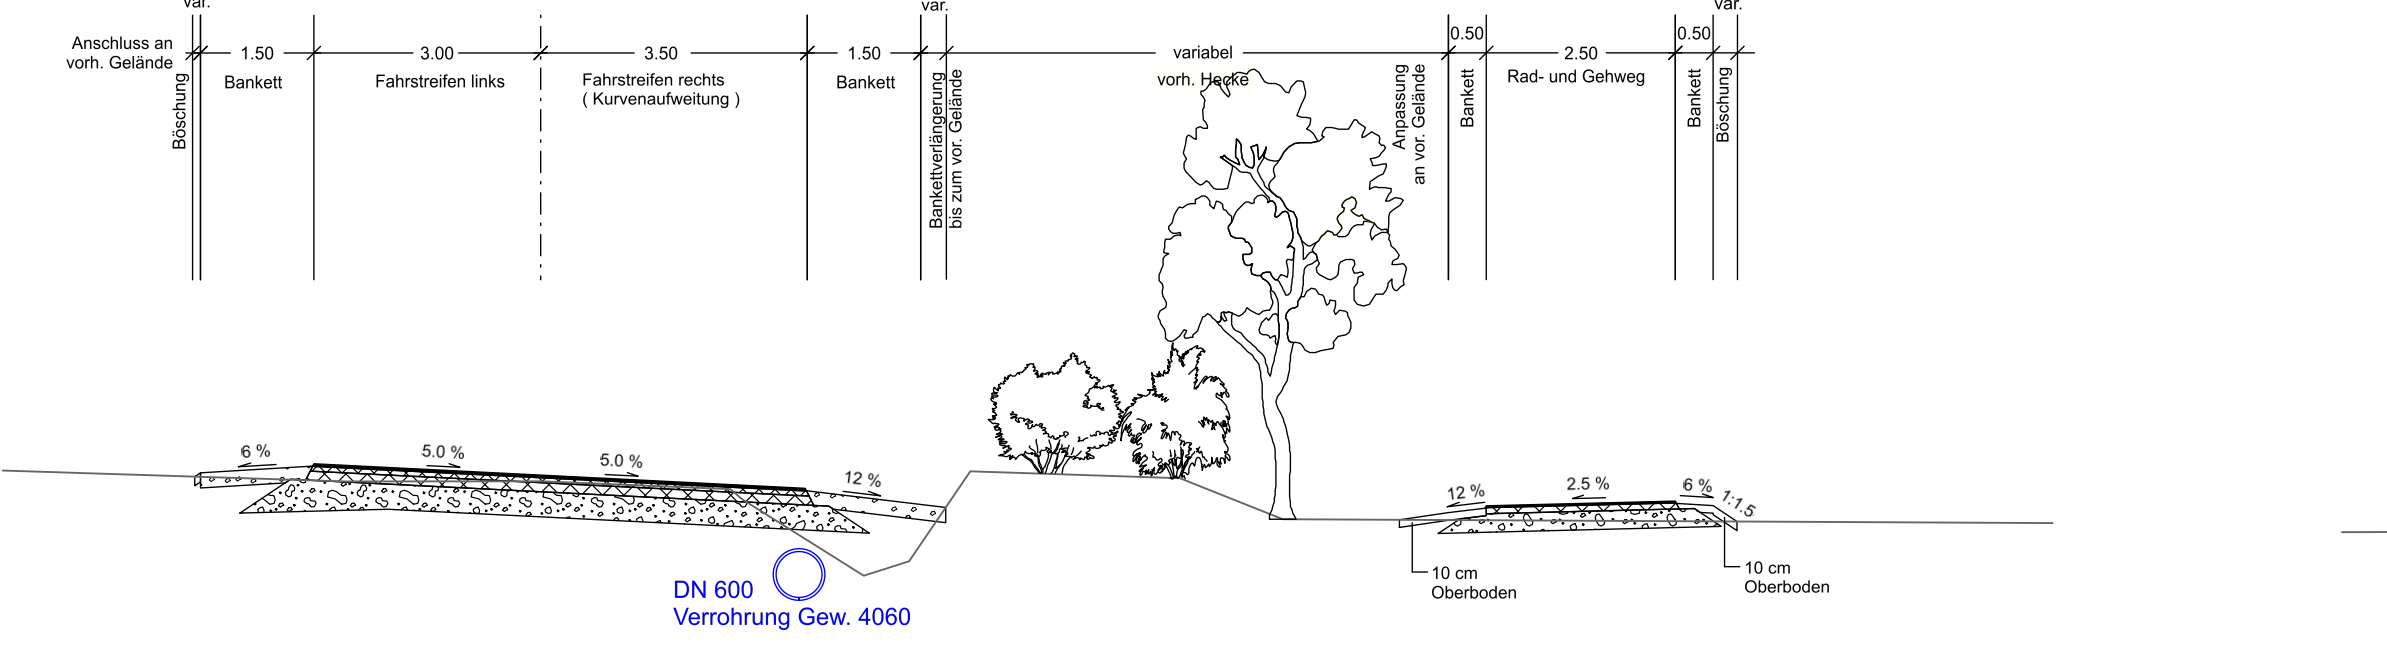 var.
var.
var.
Anschluss an
vorh. Gelände
1.50
3.00
3.50
1.50
variabel
0.50
2.50
0.50
Böschung
Bankett
Fahrstreifen links
Fahrstreifen rechts
( Kurvenaufweitung )
Bankett
Bankettverlängerung
bis zum vor. Gelände
vorh. Hecke
Anpassung
an vor. Gelände
Bankett
Rad- und Gehweg
Bankett
Böschung
6 %
5.0 %
5.0 %
12 %
12 %
2.5 %
6 %
1:1.5
DN 600
Verrohrung Gew. 4060
10 cm
Oberboden
10 cm
Oberboden